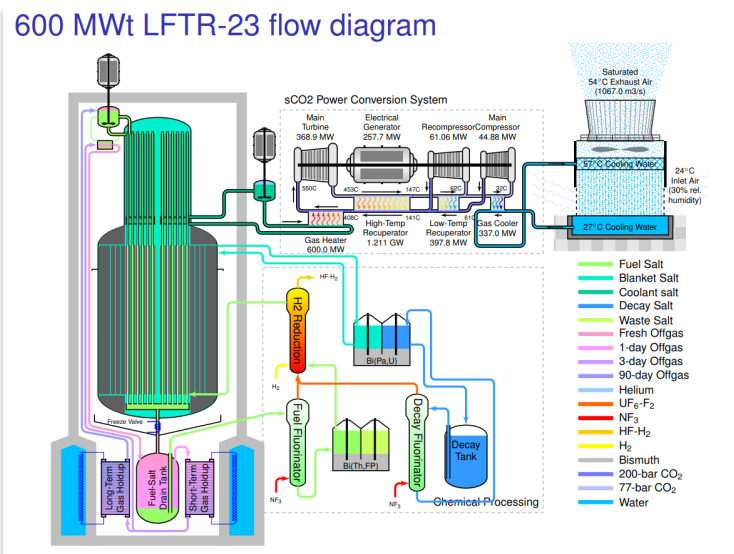 600 MWt LFTR-23 flow diagram
sCO2 Power Conversion System
Main
Turbine
368.9 MW
Electrical
Generator
257.7 MW
Recompressor
61.06 MW
Main
Compressor
44.88 MW
550C
453C
147C
62C
32C
408C
141C
61C
Gas Heater
600.0 MW
High-Temp
Recuperator
1.211 GW
Low-Temp
Recuperator
397.8 MW
Gas Cooler
337.0 MW
Saturated
54°C Exhaust Air
(1067.0 m3/s)
57°C Cooling Water
24°C
Inlet Air
(30% rel.
humidity)
27°C Cooling Water
Fuel Salt
Blanket Salt
Coolant salt
Decay Salt
Waste Salt
Fresh Offgas
1-day Offgas
3-day Offgas
90-day Offgas
Helium
UF₆-F₂
NF₃
HF-H₂
H₂
Bismuth
200-bar CO₂
77-bar CO₂
Water
HF-H₂
H2 Reduction
H₂
Bi(Pa,U)
Fuel Fluorinator
NF₃
Bi(Th,FP)
Decay Fluorinator
NF₃
Decay
Tank
Chemical Processing
Freeze Valve
Long-Term
Gas Holdup
Fuel-Salt
Drain Tank
Short-Term
Gas Holdup